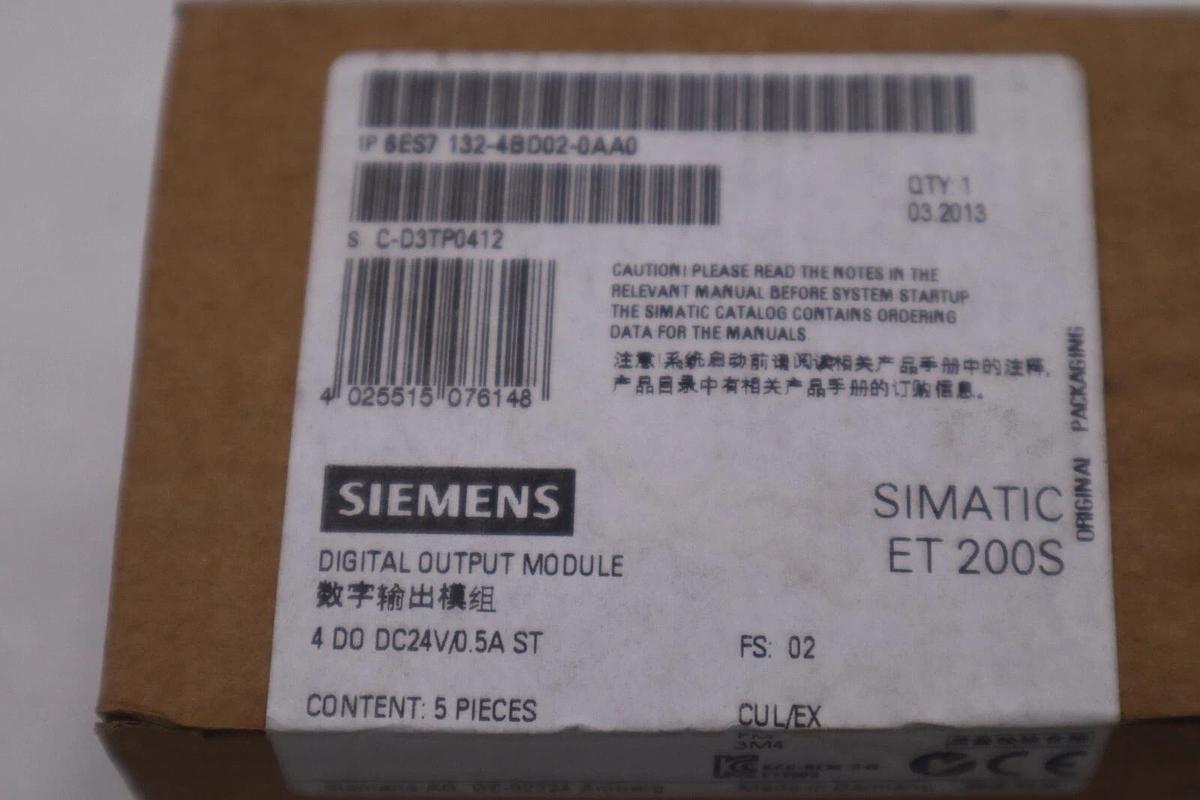 1P 6ES7 132-4BD02-0AA0
QTY: 1
03.2013
S C-D3TP0412
CAUTION! PLEASE READ THE NOTES IN THE
RELEVANT MANUAL BEFORE SYSTEM STARTUP
THE SIMATIC CATALOG CONTAINS ORDERING
DATA FOR THE MANUALS
注意!系统启动前请阅读相关产品手册中的注释,
产品目录中有相关产品手册的订购信息。
4 025515 076148
ORIGINAL PACKAGING
SIEMENS
SIMATIC
ET 200S
DIGITAL OUTPUT MODULE
数字输出模组
4 DO DC24V/0.5A ST
FS: 02
CONTENT: 5 PIECES
CUL/EX
FM
3M4
CE